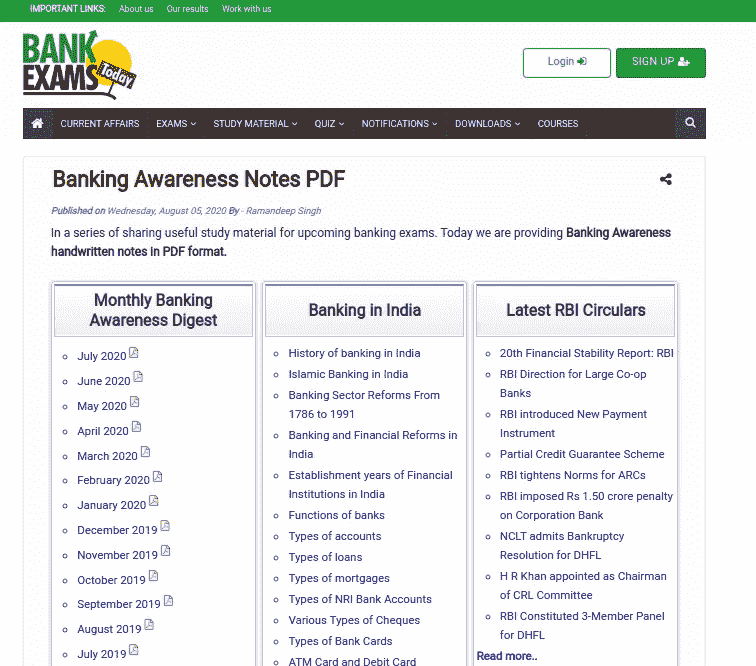 IMPORTANT LINKS: About us Our results Work with us
BANK
EXAMS
Today
Login
SIGN UP
CURRENT AFFAIRS EXAMS STUDY MATERIAL QUIZ NOTIFICATIONS DOWNLOADS COURSES
Banking Awareness Notes PDF
Published on Wednesday, August 05, 2020 By - Ramandeep Singh
In a series of sharing useful study material for upcoming banking exams. Today we are providing Banking Awareness
handwritten notes in PDF format.
Monthly Banking
Awareness Digest
July 2020
June 2020
May 2020
April 2020
March 2020
February 2020
January 2020
December 2019
November 2019
October 2019
September 2019
August 2019
July 2019
Banking in India
History of banking in India
Islamic Banking in India
Banking Sector Reforms From
1786 to 1991
Banking and Financial Reforms in
India
Establishment years of Financial
Institutions in India
Functions of banks
Types of accounts
Types of loans
Types of mortgages
Types of NRI Bank Accounts
Various Types of Cheques
Types of Bank Cards
ATM Card and Debit Card
Latest RBI Circulars
20th Financial Stability Report: RBI
RBI Direction for Large Co-op
Banks
RBI introduced New Payment
Instrument
Partial Credit Guarantee Scheme
RBI tightens Norms for ARCs
RBI imposed Rs 1.50 crore penalty
on Corporation Bank
NCLT admits Bankruptcy
Resolution for DHFL
H R Khan appointed as Chairman
of CRL Committee
RBI Constituted 3-Member Panel
for DHFL
Read more..